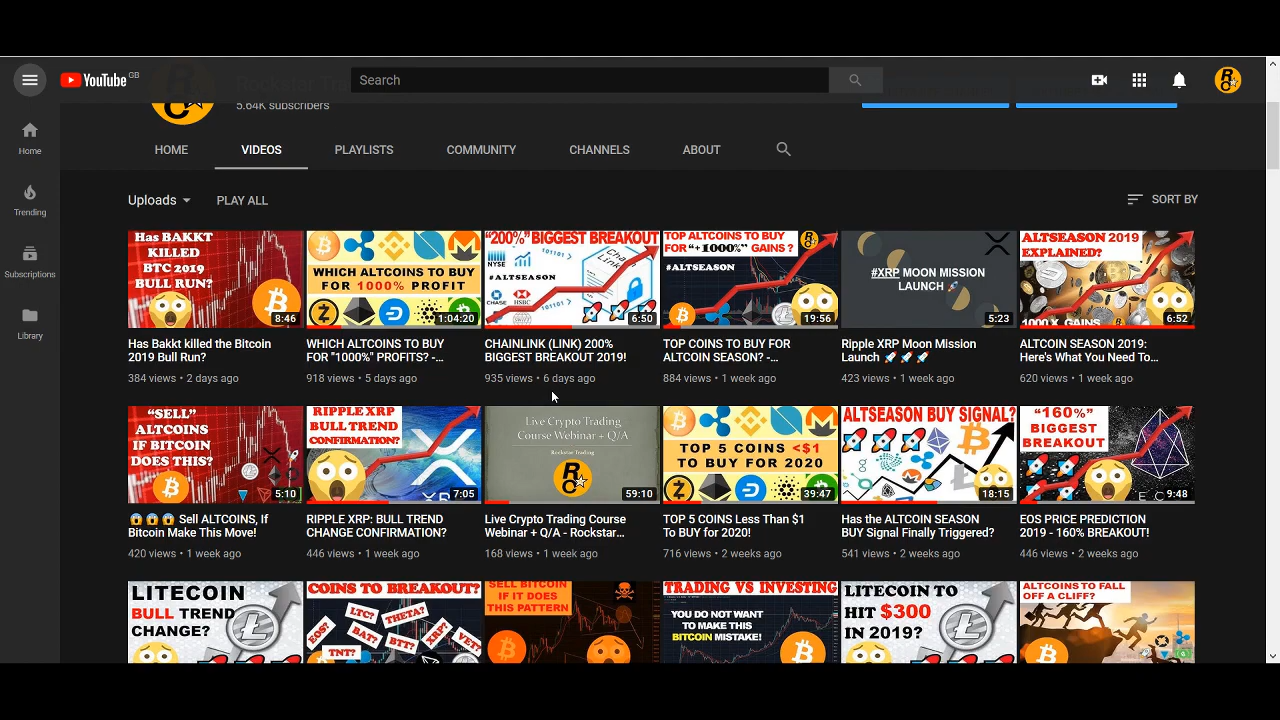 YouTube GB
Search
5.64K subscribers
Home
Trending
Subscriptions
Library
HOME
VIDEOS
PLAYLISTS
COMMUNITY
CHANNELS
ABOUT
Uploads
PLAY ALL
SORT BY
Has BAKKT
KILLED
BTC 2019
BULL RUN?
8:46
Has Bakkt killed the Bitcoin
2019 Bull Run?
384 views • 2 days ago
WHICH ALTCOINS TO BUY
FOR 1000% PROFIT?
1:04:20
WHICH ALTCOINS TO BUY
FOR "1000%" PROFITS? -...
918 views • 5 days ago
"200%" BIGGEST BREAKOUT
NYSE
#ALTSEASON
ChainLink
CHASE
HSBC
SWIFT
6:50
CHAINLINK (LINK) 200%
BIGGEST BREAKOUT 2019!
935 views • 6 days ago
TOP ALTCOINS TO BUY
FOR "+1000%" GAINS ?
#ALTSEASON
19:56
TOP COINS TO BUY FOR
ALTCOIN SEASON? -...
884 views • 1 week ago
#XRP MOON MISSION
LAUNCH 🚀
5:23
Ripple XRP Moon Mission
Launch 🚀 🚀 🚀
423 views • 1 week ago
ALTSEASON 2019
EXPLAINED?
1000X GAINS
6:52
ALTCOIN SEASON 2019:
Here's What You Need To...
620 views • 1 week ago
"SELL"
ALTCOINS IF
BITCOIN DOES
THIS?
5:10
😱 😱 😱 Sell ALTCOINS, If
Bitcoin Make This Move!
420 views • 1 week ago
RIPPLE XRP
BULL TREND
CONFIRMATION?
7:05
RIPPLE XRP: BULL TREND
CHANGE CONFIRMATION?
446 views • 1 week ago
Live Crypto Trading
Course Webinar + Q/A
Rockstar Trading
59:10
Live Crypto Trading Course
Webinar + Q/A - Rockstar...
168 views • 1 week ago
TOP 5 COINS <$1
TO BUY FOR 2020
39:47
TOP 5 COINS Less Than $1
To BUY for 2020!
716 views • 2 weeks ago
ALTSEASON BUY SIGNAL?
18:15
Has the ALTCOIN SEASON
BUY Signal Finally Triggered?
541 views • 2 weeks ago
"160%"
BIGGEST
BREAKOUT
9:48
EOS PRICE PREDICTION
2019 - 160% BREAKOUT!
446 views • 2 weeks ago
LITECOIN
BULL TREND
CHANGE?
COINS TO BREAKOUT?
LTC?
THETA?
EOS?
BAT?
BTT?
XRP?
VET?
TNT?
SELL BITCOIN
IF IT DOES
THIS PATTERN
TRADING VS INVESTING
YOU DO NOT WANT
TO MAKE THIS
BITCOIN MISTAKE!
LITECOIN TO
HIT $300
IN 2019?
ALTCOINS TO FALL
OFF A CLIFF?